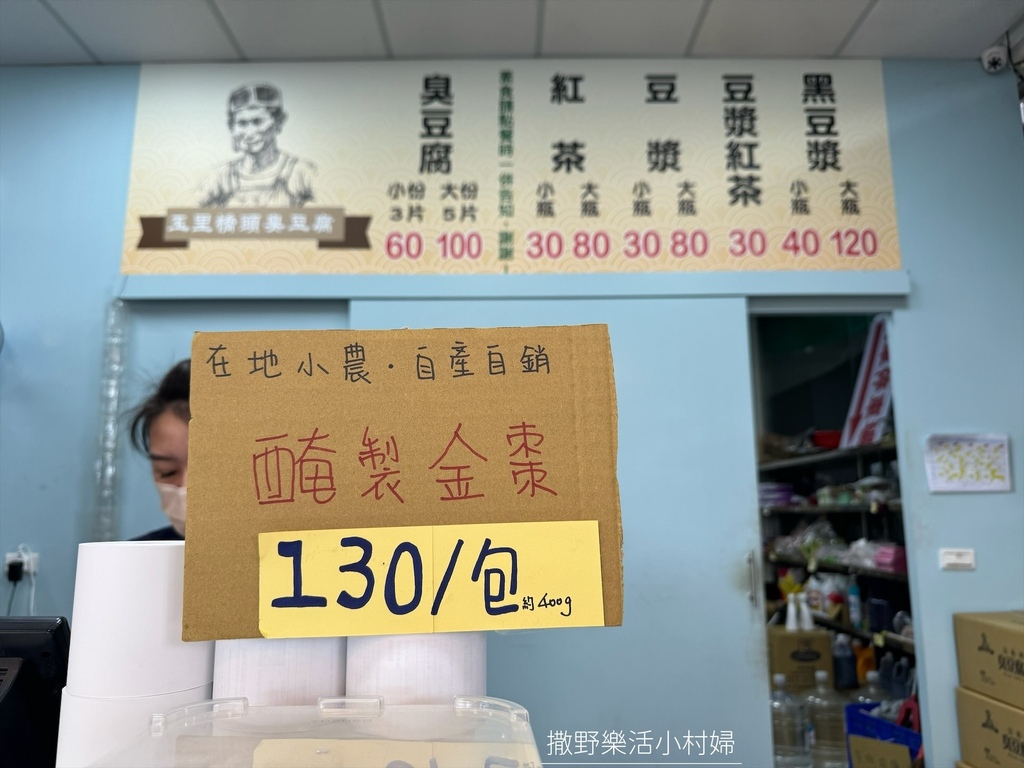 臭豆腐
小份 大份
3片 5片
60 100
美食請點餐時一併告知，謝謝！
紅茶
小瓶 大瓶
30 80
豆漿
小瓶 大瓶
30 80
豆漿紅茶
30
黑豆漿
小瓶 大瓶
40 120
玉里橋頭臭豆腐
在地小農·自產自銷
醃製金棗
130/包
約400g
撒野樂活小村婦